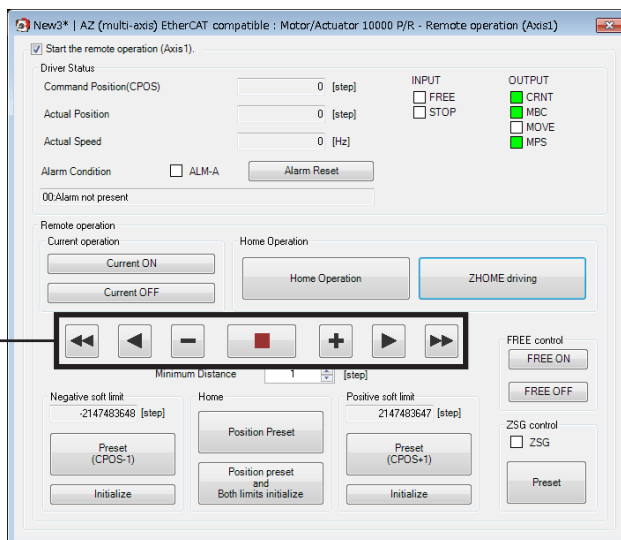 New3* | AZ (multi-axis) EtherCAT compatible : Motor/Actuator 10000 P/R - Remote operation (Axis1)
Start the remote operation (Axis1).
Driver Status
Command Position(CPOS) 0 [step]
INPUT OUTPUT
FREE CRNT
Actual Position 0 [step]
STOP MBC
MOVE
Actual Speed 0 [Hz]
MPS
Alarm Condition ALM-A Alarm Reset
00:Alarm not present
Remote operation
Current operation Home Operation
Current ON
Home Operation ZHOME driving
Current OFF
FREE control
FREE ON
Minimum Distance 1 [step]
FREE OFF
Negative soft limit Home Positive soft limit
-2147483648 [step] 2147483647 [step]
Position Preset
ZSG control
ZSG
Preset
(CPOS-1)
Preset
(CPOS+1)
Position preset
and
Both limits initialize
Preset
Initialize Initialize